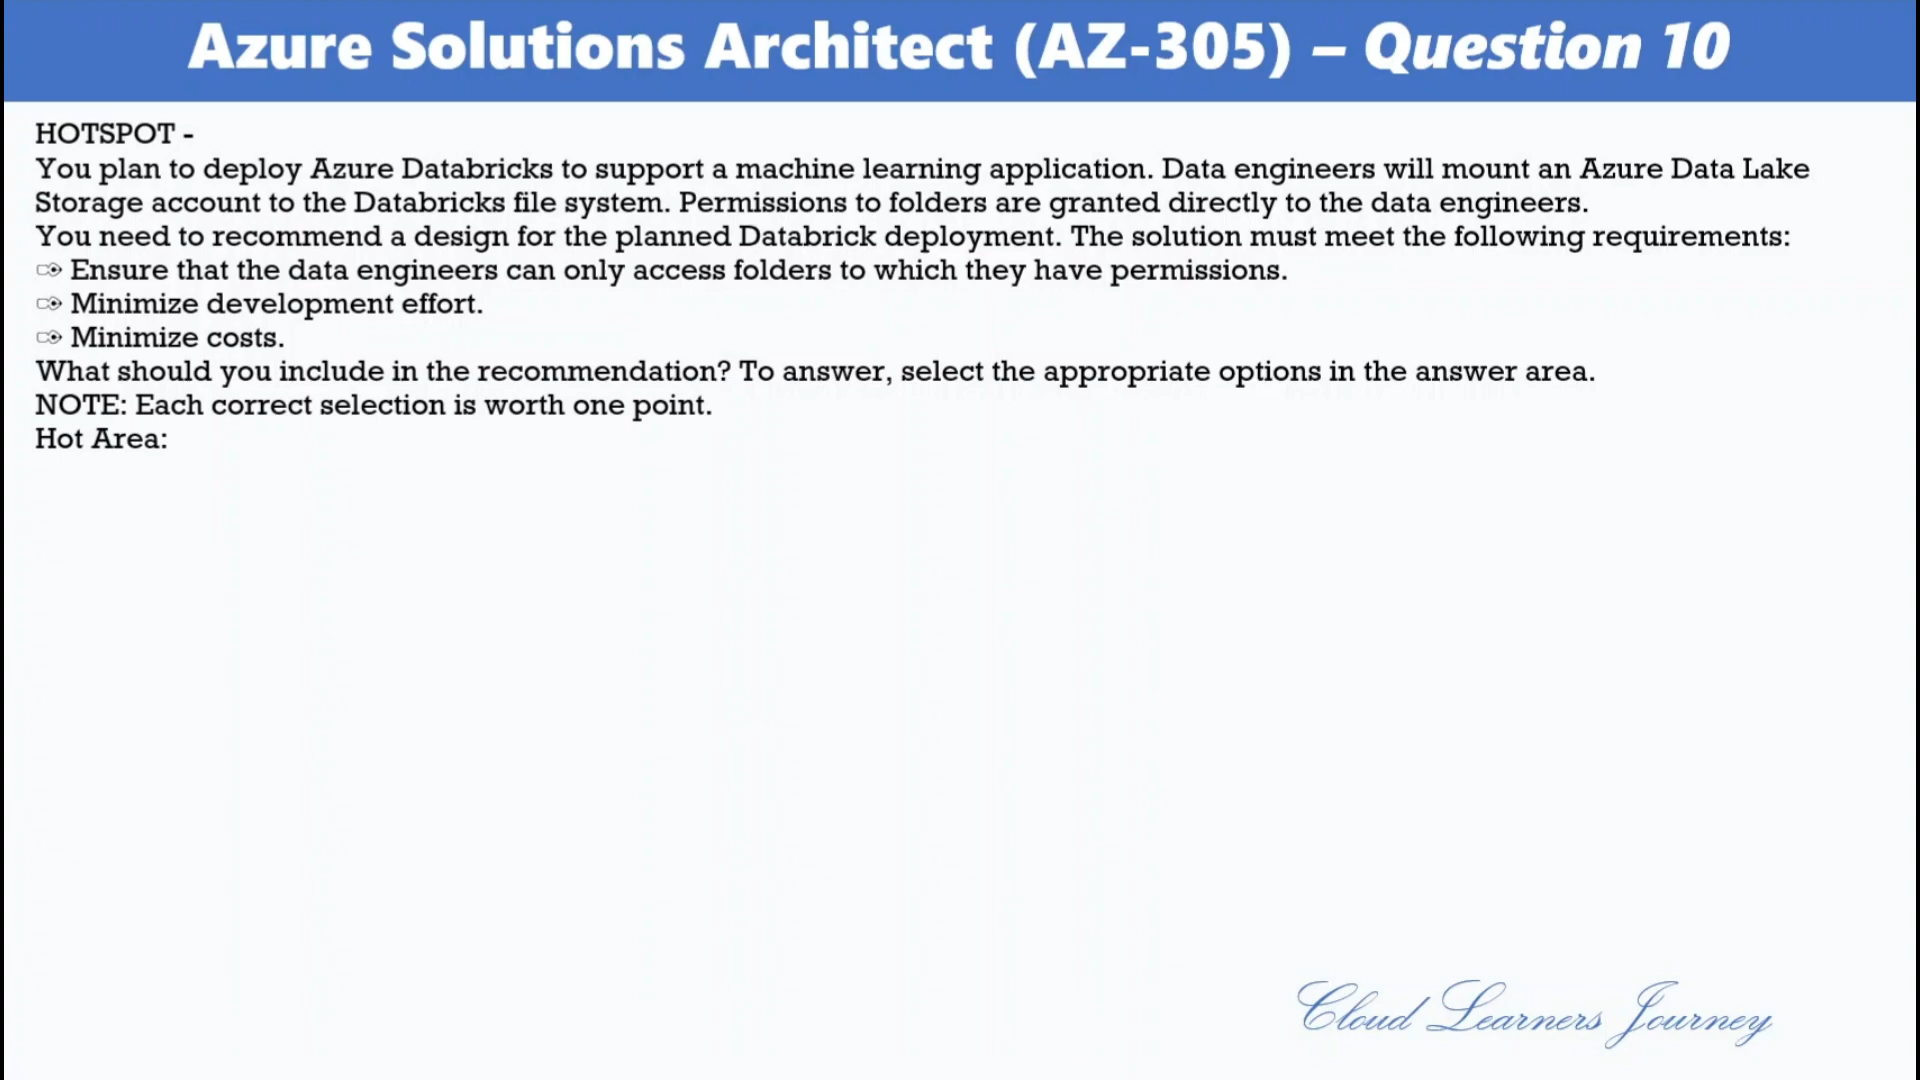 Azure Solutions Architect (AZ-305) – Question 10
HOTSPOT -
You plan to deploy Azure Databricks to support a machine learning application. Data engineers will mount an Azure Data Lake
Storage account to the Databricks file system. Permissions to folders are granted directly to the data engineers.
You need to recommend a design for the planned Databrick deployment. The solution must meet the following requirements:
Ensure that the data engineers can only access folders to which they have permissions.
Minimize development effort.
Minimize costs.
What should you include in the recommendation? To answer, select the appropriate options in the answer area.
NOTE: Each correct selection is worth one point.
Hot Area:
Cloud Learners Journey